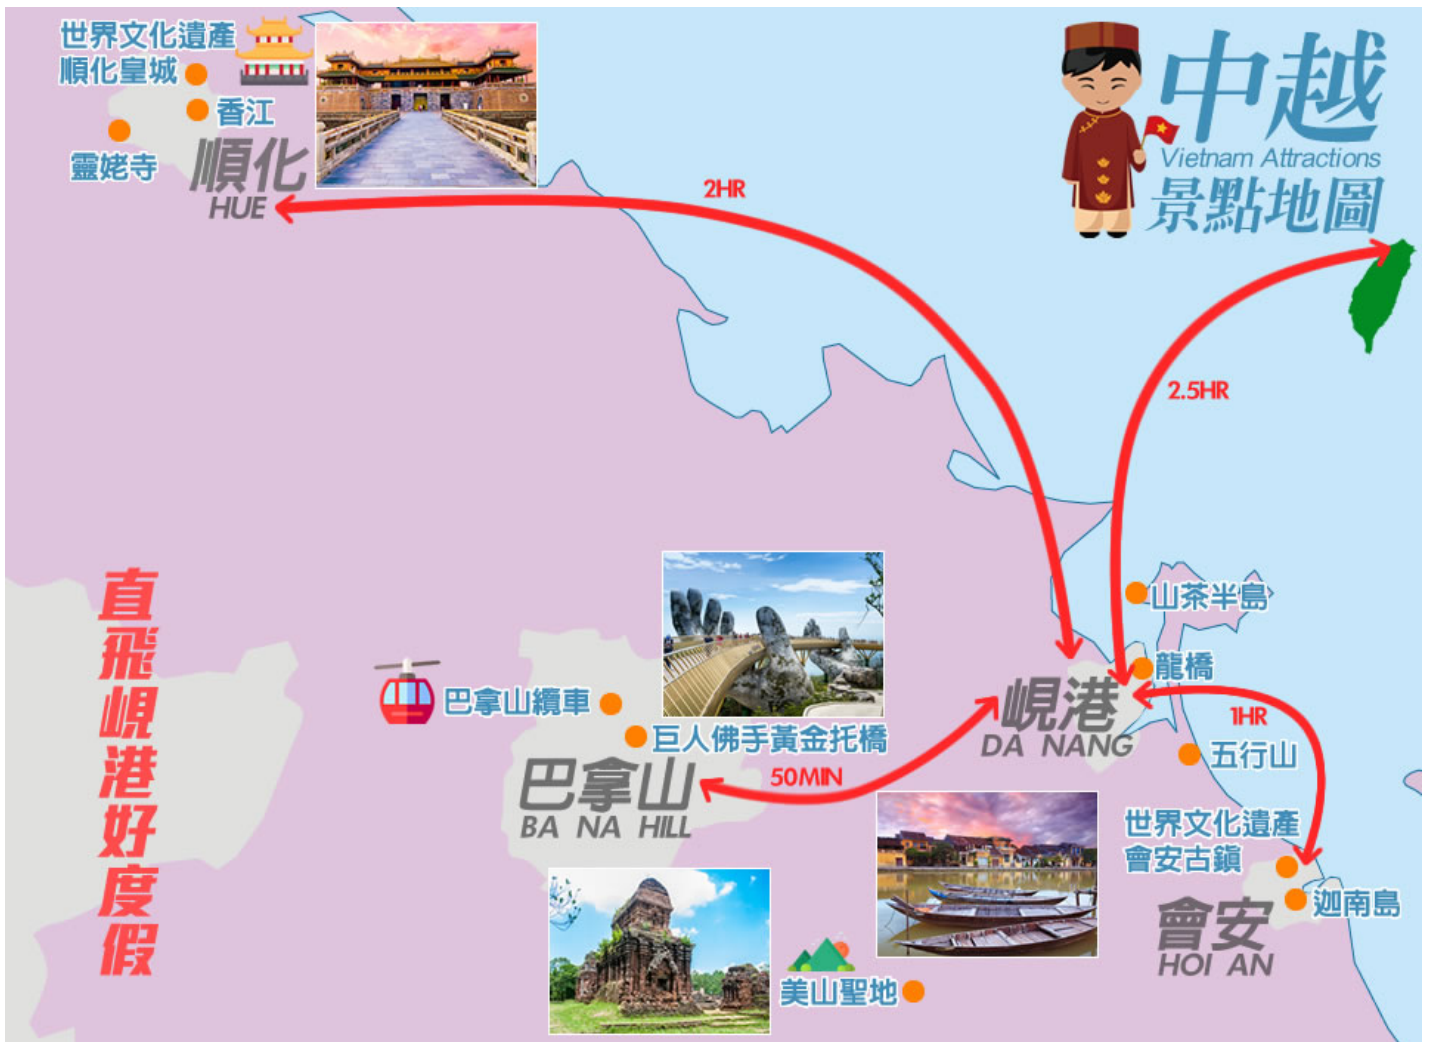 世界文化遺產
順化皇城
香江
靈姥寺
順化
HUE
2HR
中越
Vietnam Attractions
景點地圖
2.5HR
直飛峴港好度假
山茶半島
龍橋
峴港
DA NANG
1HR
五行山
巴拿山纜車
巨人佛手黃金托橋
巴拿山
BA NA HILL
50MIN
世界文化遺產
會安古鎮
迦南島
會安
HOI AN
美山聖地